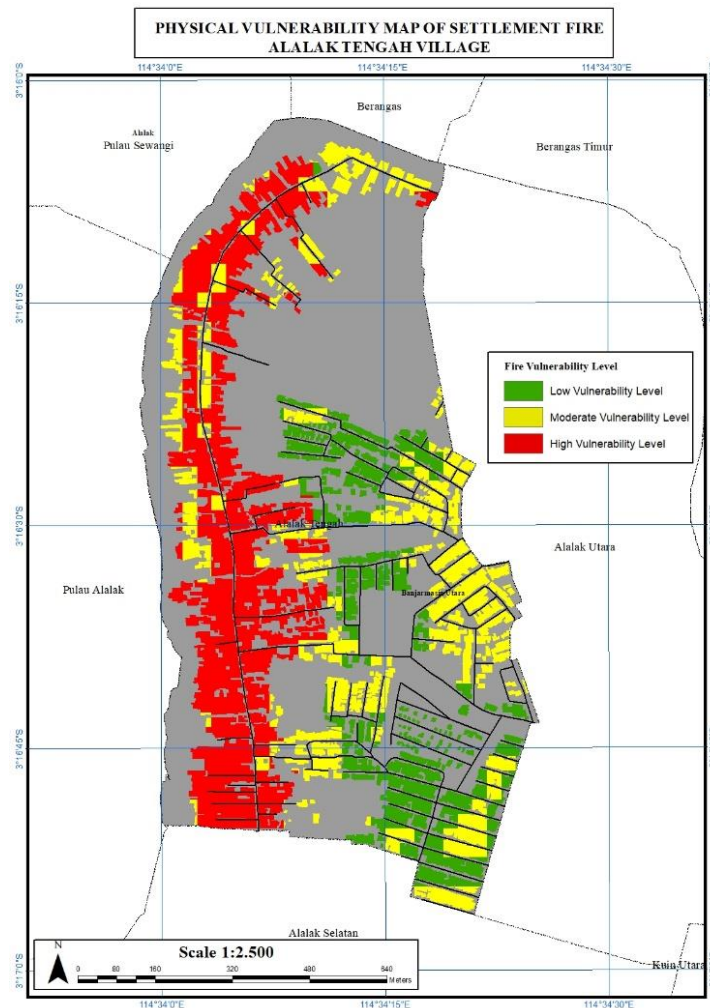 PHYSICAL VULNERABILITY MAP OF SETTLEMENT FIRE
ALALAK TENGAH VILLAGE
114°34'0"E
114°34'15"E
114°34'30"E
3°16'0"S
Berangas
Alalak
Pulau Sewangi
Berangas Timur
3°16'15"S
Fire Vulnerability Level
Low Vulnerability Level
Moderate Vulnerability Level
High Vulnerability Level
3°16'30"S
Alalak Tengah
Alalak Utara
Pulau Alalak
Banjarmasin Utara
3°16'45"S
Alalak Selatan
Kuin Utara
N
Scale 1:2.500
0 80 160 320 480 640
Meters
3°17'0"S
114°34'0"E
114°34'15"E
114°34'30"E